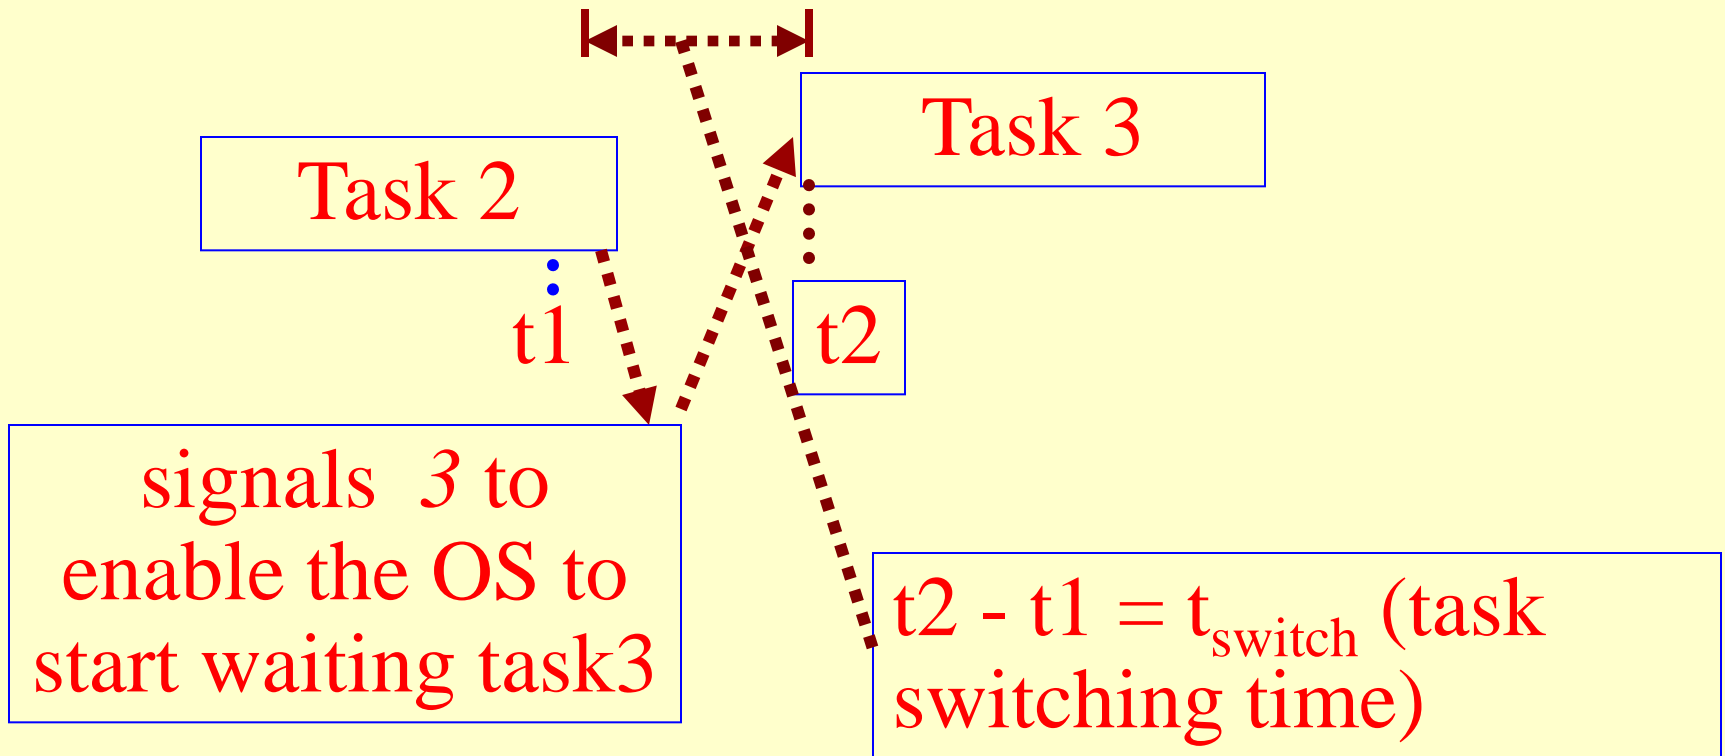 Task 3
Task 2
t1
t2
signals 3 to
enable the OS to
start waiting task3
t2 - t1 = tswitch (task
switching time)